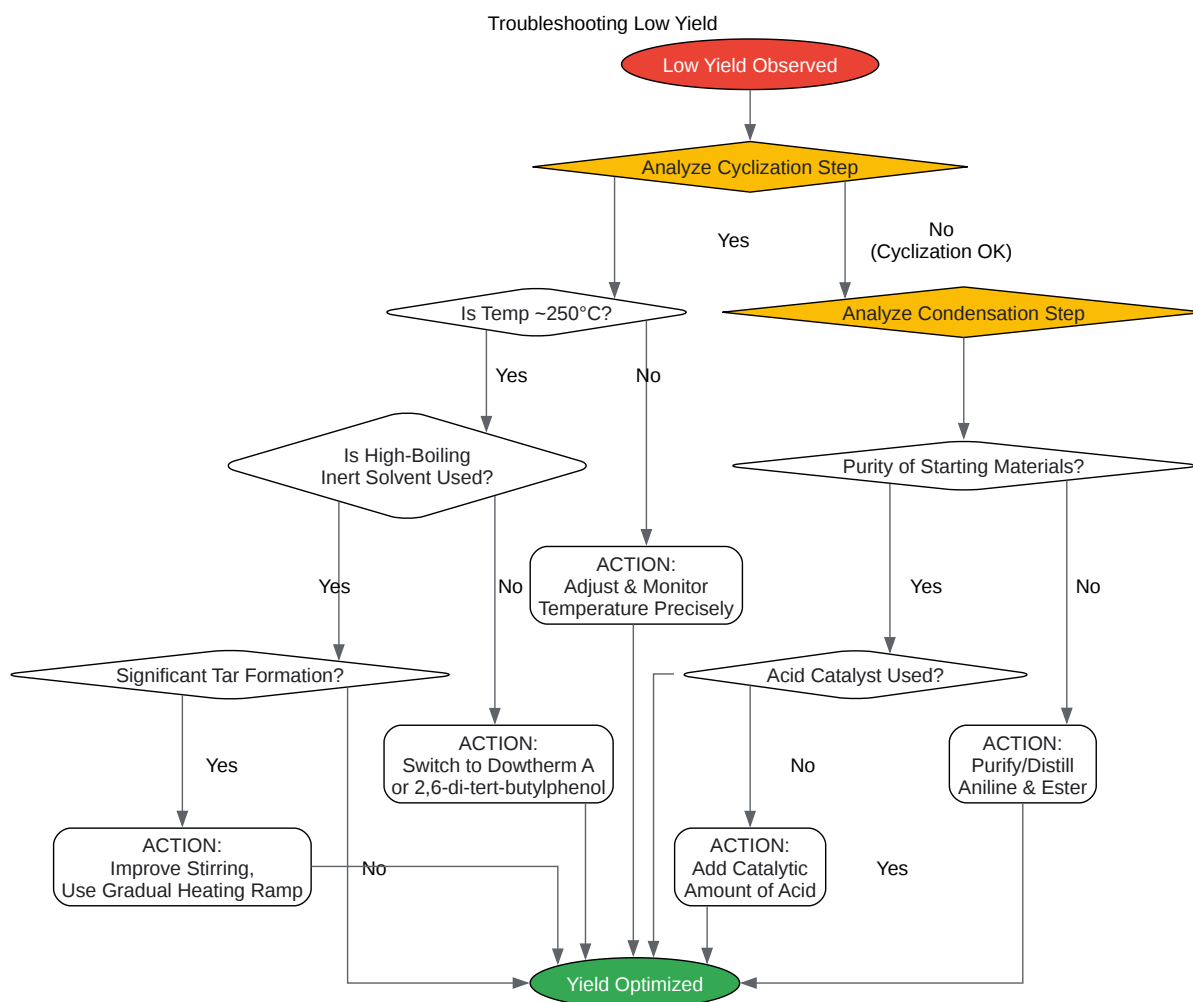 Troubleshooting Low Yield
Low Yield Observed
Analyze Cyclization Step
Yes
No
(Cyclization OK)
Is Temp ~250°C?
Analyze Condensation Step
Yes
No
Is High-Boiling
Inert Solvent Used?
Purity of Starting Materials?
Yes
No
ACTION:
Adjust & Monitor
Temperature Precisely
Yes
No
Significant Tar Formation?
Acid Catalyst Used?
Yes
ACTION:
Switch to Dowtherm A
or 2,6-di-tert-butylphenol
No
ACTION:
Purify/Distill
Aniline & Ester
ACTION:
Improve Stirring,
Use Gradual Heating Ramp
No
ACTION:
Add Catalytic
Amount of Acid
Yes
Yield Optimized